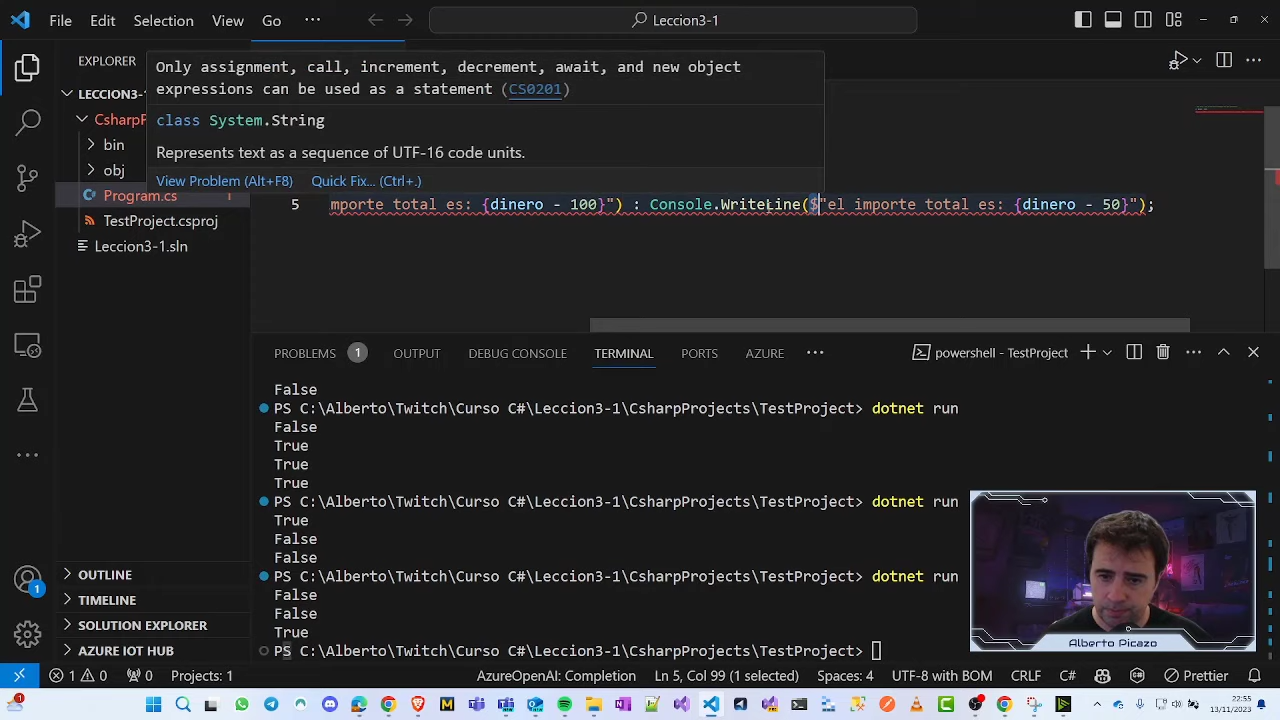 File Edit Selection View Go ··· Leccion3-1
EXPLORER
Only assignment, call, increment, decrement, await, and new object
expressions can be used as a statement (CS0201)
class System.String
Represents text as a sequence of UTF-16 code units.
View Problem (Alt+F8) Quick Fix... (Ctrl+.)
LECCION3-1
CsharpP
bin
obj
Program.cs 1
TestProject.csproj
Leccion3-1.sln
5 mporte total es: {dinero - 100}") : Console.WriteLine($"el importe total es: {dinero - 50}");
PROBLEMS 1 OUTPUT DEBUG CONSOLE TERMINAL PORTS AZURE ··· powershell - TestProject
False
PS C:\Alberto\Twitch\Curso C#\Leccion3-1\CsharpProjects\TestProject> dotnet run
False
True
True
True
PS C:\Alberto\Twitch\Curso C#\Leccion3-1\CsharpProjects\TestProject> dotnet run
True
False
False
PS C:\Alberto\Twitch\Curso C#\Leccion3-1\CsharpProjects\TestProject> dotnet run
False
False
True
PS C:\Alberto\Twitch\Curso C#\Leccion3-1\CsharpProjects\TestProject>
OUTLINE
TIMELINE
SOLUTION EXPLORER
AZURE IOT HUB
1
Alberto Picazo
1 0 0 Projects: 1 AzureOpenAI: Completion Ln 5, Col 99 (1 selected) Spaces: 4 UTF-8 with BOM CRLF C# Prettier
1
22:55
13/11/2023